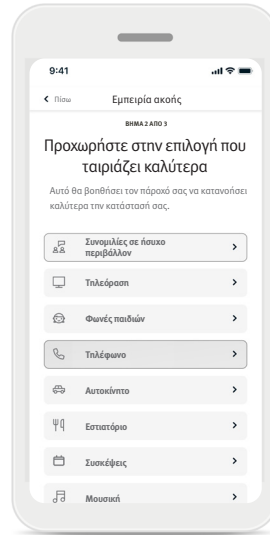 9:41
Πίσω
Εμπειρία ακοής
ΒΗΜΑ 2 ΑΠΟ 3
Προχωρήστε στην επιλογή που
ταιριάζει καλύτερα
Αυτό θα βοηθήσει τον πάροχό σας να κατανοήσει
καλύτερα την κατάστασή σας.
Συνομιλίες σε ήσυχο
περιβάλλον
Τηλεόραση
Φωνές παιδιών
Τηλέφωνο
Αυτοκίνητο
Εστιατόριο
Συσκέψεις
Μουσική